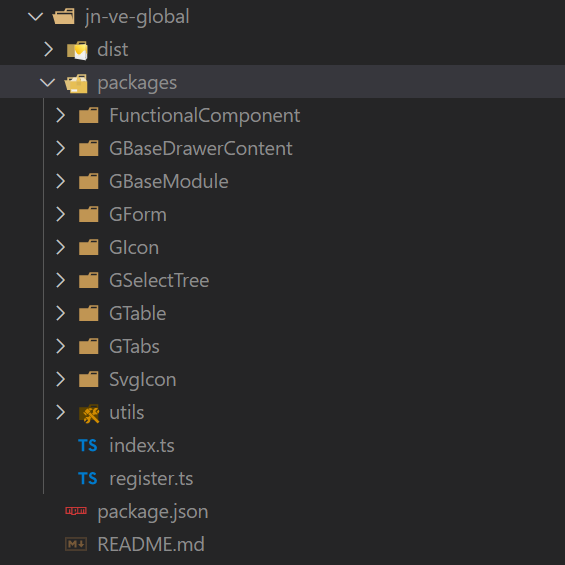 jn-ve-global
dist
packages
FunctionalComponent
GBaseDrawerContent
GBaseModule
GForm
GIcon
GSelectTree
GTable
GTabs
SvgIcon
utils
TS index.ts
TS register.ts
package.json
M↓ README.md